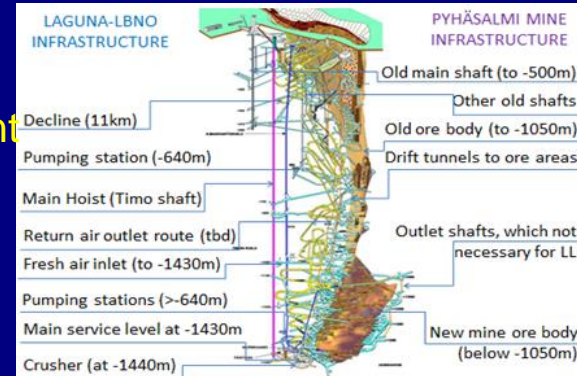 LAGUNA-LBNO
INFRASTRUCTURE
Decline (11km)
Pumping station (-640m)
Main Hoist (Timo shaft)
Return air outlet route (tbd)
Fresh air inlet (to -1430m)
Pumping stations (>-640m)
Main service level at -1430m
Crusher (at -1440m)
PYHÄSALMI MINE
INFRASTRUCTURE
Old main shaft (to -500m)
Other old shafts
Old ore body (to -1050m)
Drift tunnels to ore areas
Outlet shafts, which not
necessary for LL
New mine ore body
(below -1050m)